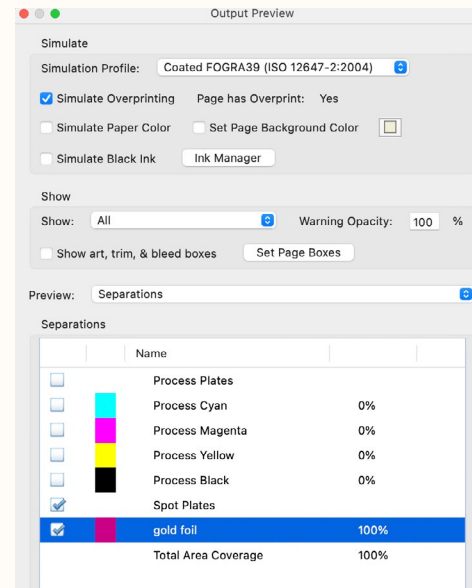 Output Preview
Simulate
Simulation Profile: Coated FOGRA39 (ISO 12647-2:2004)
Simulate Overprinting Page has Overprint: Yes
Simulate Paper Color Set Page Background Color
Simulate Black Ink Ink Manager
Show
Show: All Warning Opacity: 100 %
Show art, trim, & bleed boxes Set Page Boxes
Preview: Separations
Separations
Name
Process Plates
Process Cyan 0%
Process Magenta 0%
Process Yellow 0%
Process Black 0%
Spot Plates
gold foil 100%
Total Area Coverage 100%